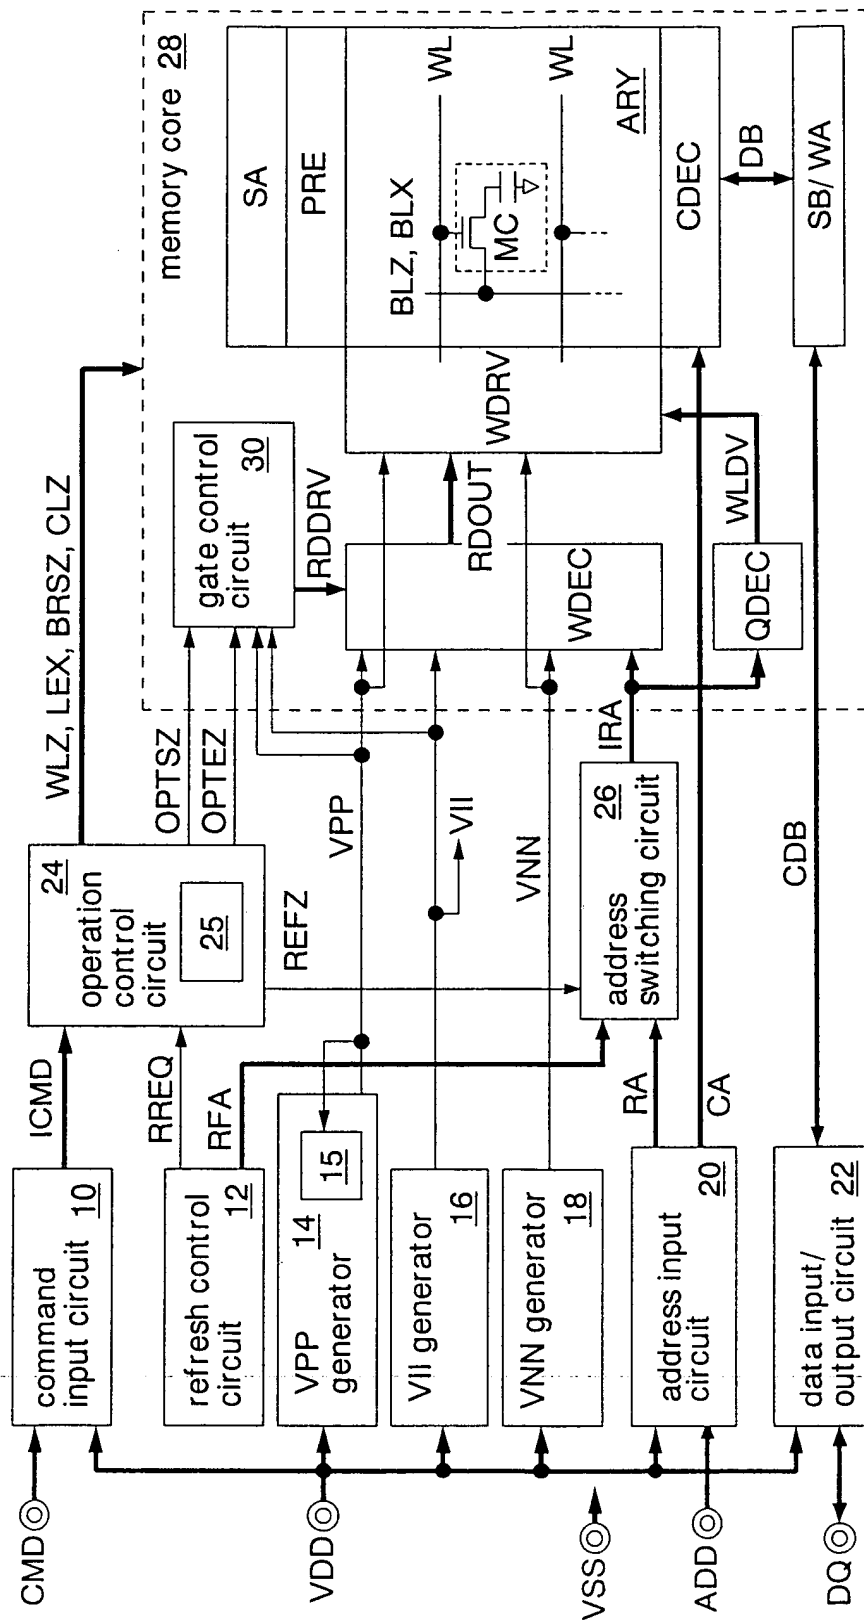 CMD
command
input circuit 10
ICMD
refresh control
circuit 12
RREQ
RFA
VDD
VPP
generator
14
15
VII generator
16
VNN generator
18
VSS
ADD
address input
circuit
20
RA
CA
DQ
data input/
output circuit 22
operation
control
circuit
24
25
REFZ
address
switching circuit
26
IRA
VPP
VII
VNN
CDB
WLZ, LEX, BRSZ, CLZ
OPTSZ
OPTEZ
memory core 28
gate control
circuit 30
RDDRV
WDEC
RDOUT
QDEC
WLDV
WDRV
SA
PRE
BLZ, BLX
WL
WL
MC
ARY
CDEC
DB
SB/ WA